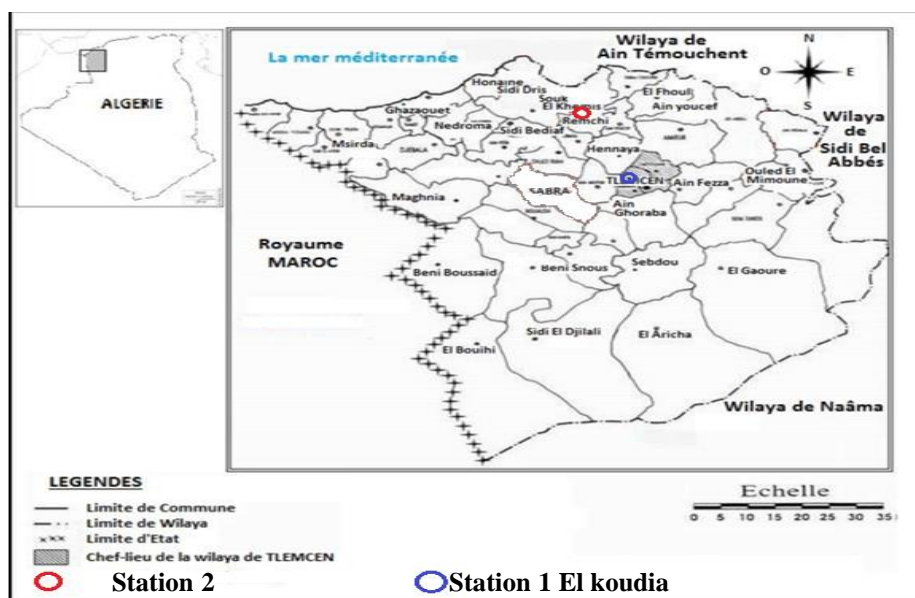 ALGERIE
La mer méditerranée
Wilaya de
Ain Témouchent
N
O
E
S
Honaine
Sidi Dris
Souk
El Khemis
El Fhoul
Ain youcef
Ghazaouet
Nedroma
Remchi
Sidi Bediaf
Wilaya
de
Sidi Bel
Abbés
Msirda
DJEBALA
Hennaya
Maghnia
SABRA
TLEMCEN
Ain Fezza
Ouled El
Mimoune
Ain
Ghoraba
Royaume
MAROC
Beni Boussaid
Beni Snous
Sebdou
El Gaoure
El Bouihi
Sidi El Djilali
El Aricha
Wilaya de Naâma
LEGENDES
Limite de Commune
Limite de Wilaya
Limite d'Etat
Chef-lieu de la wilaya de TLEMCEN
Echelle
0 5 10 15 20 25 30 35
Station 2
Station 1 El koudia